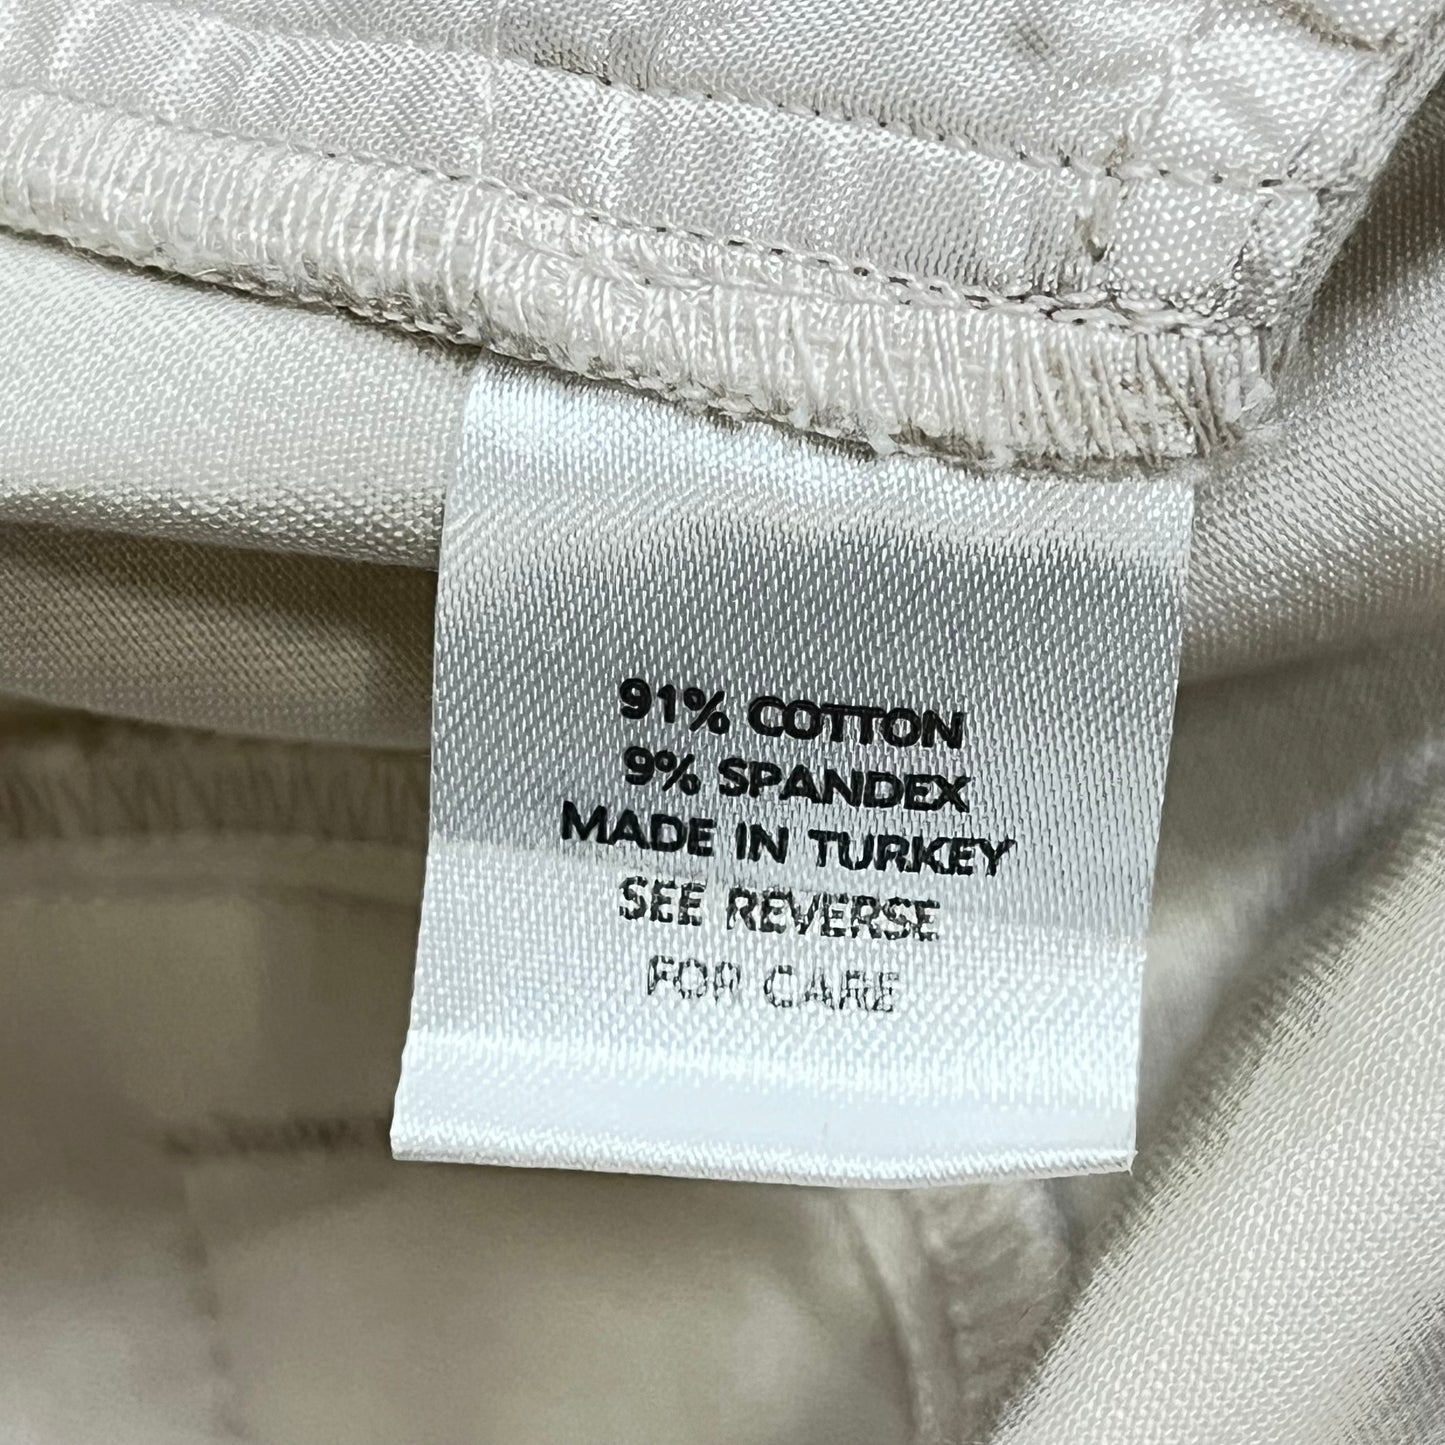 91% COTTON
9% SPANDEX
MADE IN TURKEY
SEE REVERSE
FOR CARE